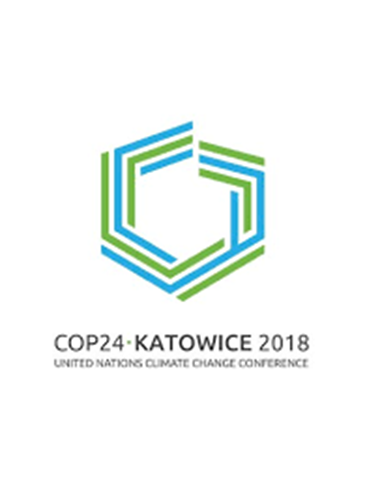 COP24·KATOWICE 2018
UNITED NATIONS CLIMATE CHANGE CONFERENCE